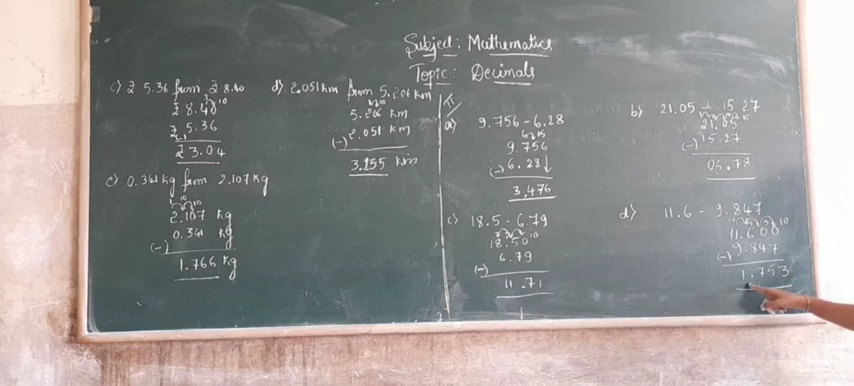 Subject: Mathematics
Topic: Decimals
c) ₹ 5.36 from ₹ 8.40
₹ 8.40
₹ 5.36
(-)
₹ 3.04
d) 2.051 km from 5.206 km
5.206 km
2.051 km
(-)
3.155 km
e) 0.341 kg from 2.107 kg
2.107 kg
0.341 kg
(-)
1.766 kg
II
a) 9.756 - 6.28
9.756
(-) 6.28↓
3.476
b) 21.05 - 15.27
21.05
(-) 15.27
05.78
c) 18.5 - 6.79
18.50
6.79
(-)
11.71
d) 11.6 - 9.847
11.600
9.847
(-)
1.753